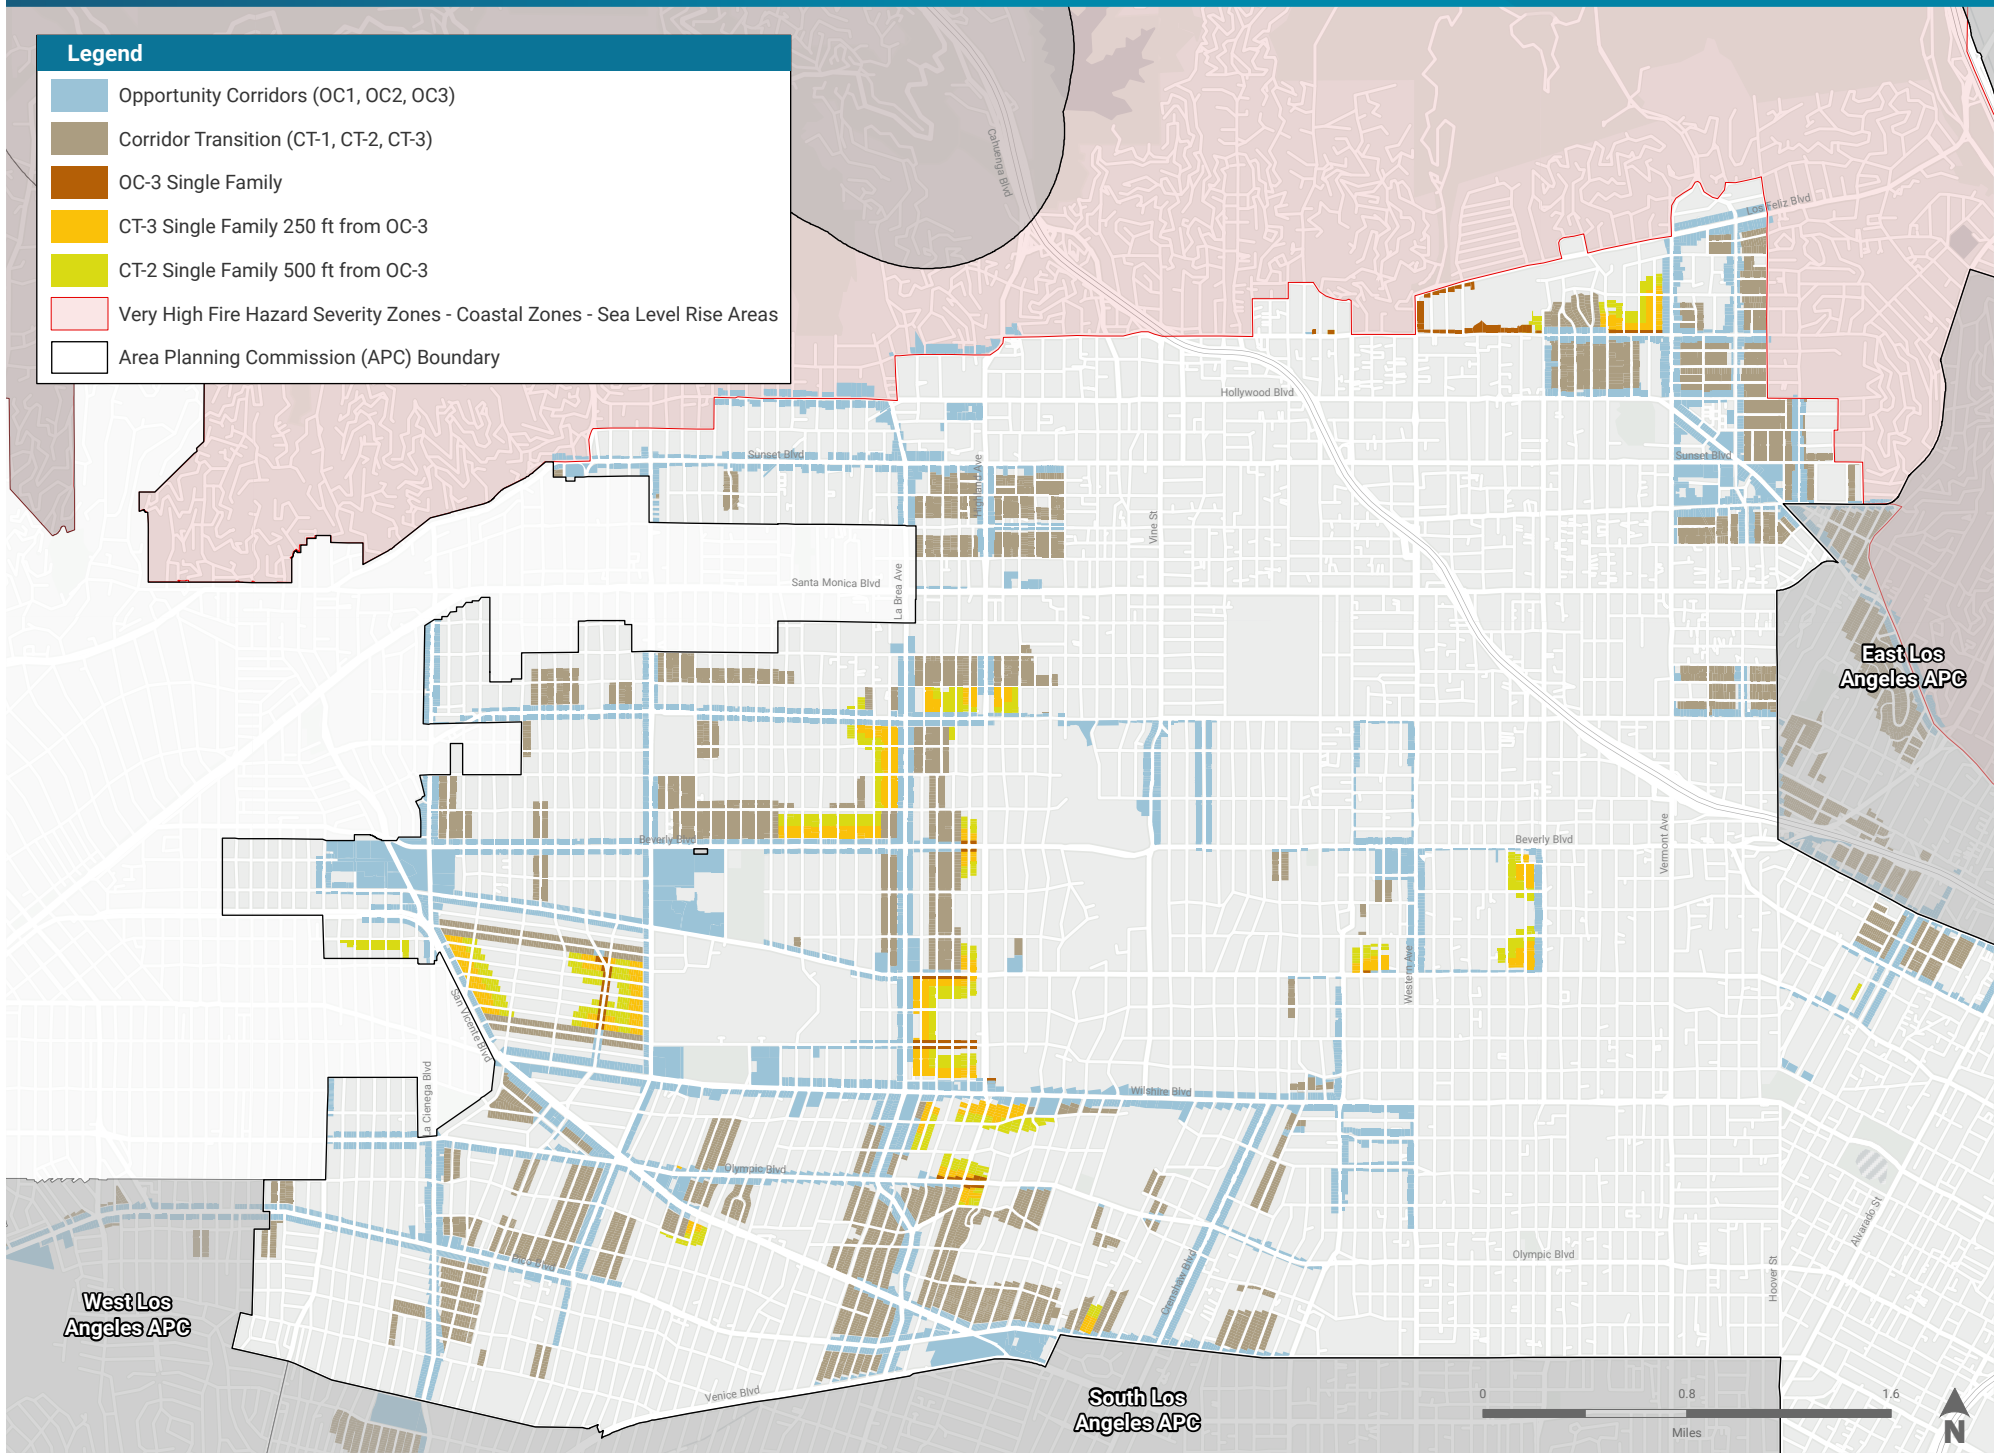 Legend
Opportunity Corridors (OC1, OC2, OC3)
Corridor Transition (CT-1, CT-2, CT-3)
OC-3 Single Family
CT-3 Single Family 250 ft from OC-3
CT-2 Single Family 500 ft from OC-3
Very High Fire Hazard Severity Zones - Coastal Zones - Sea Level Rise Areas
Area Planning Commission (APC) Boundary
Cahuenga Blvd
Los Feliz Blvd
Hollywood Blvd
Sunset Blvd
Sunset Blvd
Highland Ave
Vine St
Santa Monica Blvd
La Brea Ave
East Los
Angeles APC
Beverly Blvd
Beverly Blvd
Vermont Ave
Western Ave
San Vicente Blvd
La Cienega Blvd
Wilshire Blvd
Olympic Blvd
Alvarado St
Pico Blvd
Crenshaw Blvd
Olympic Blvd
Hoover St
West Los
Angeles APC
Venice Blvd
South Los
Angeles APC
0
0.8
1.6
Miles
N